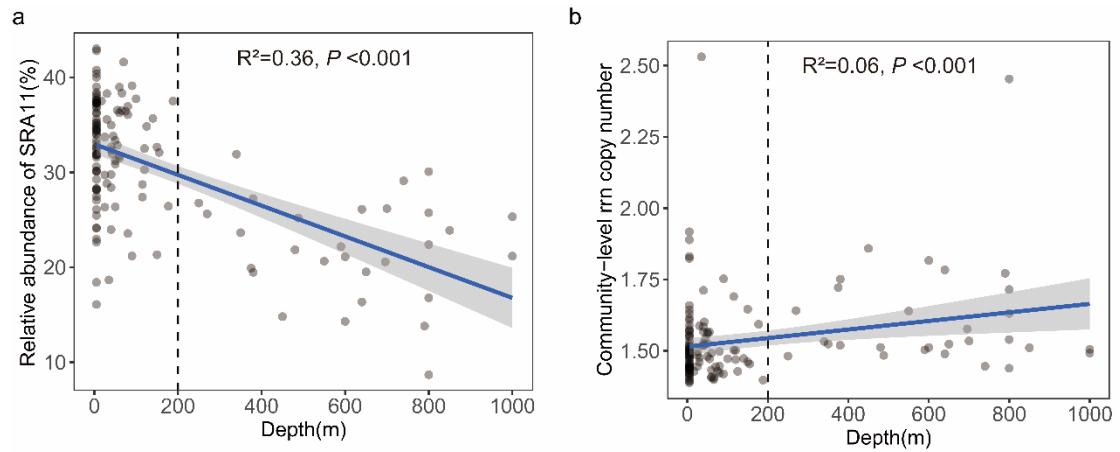 a
R²=0.36, P <0.001
Relative abundance of SRA11(%)
40
30
20
10
0 200 400 600 800 1000
Depth(m)
b
R²=0.06, P <0.001
Community-level rrn copy number
2.50
2.25
2.00
1.75
1.50
0 200 400 600 800 1000
Depth(m)